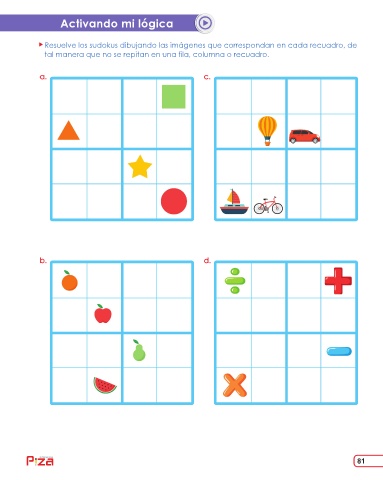 Activando mi lógica
Resuelve los sudokus dibujando las imágenes que correspondan en cada recuadro, de
tal manera que no se repitan en una fila, columna o recuadro.
a.
c.
b.
d.
P:za
81